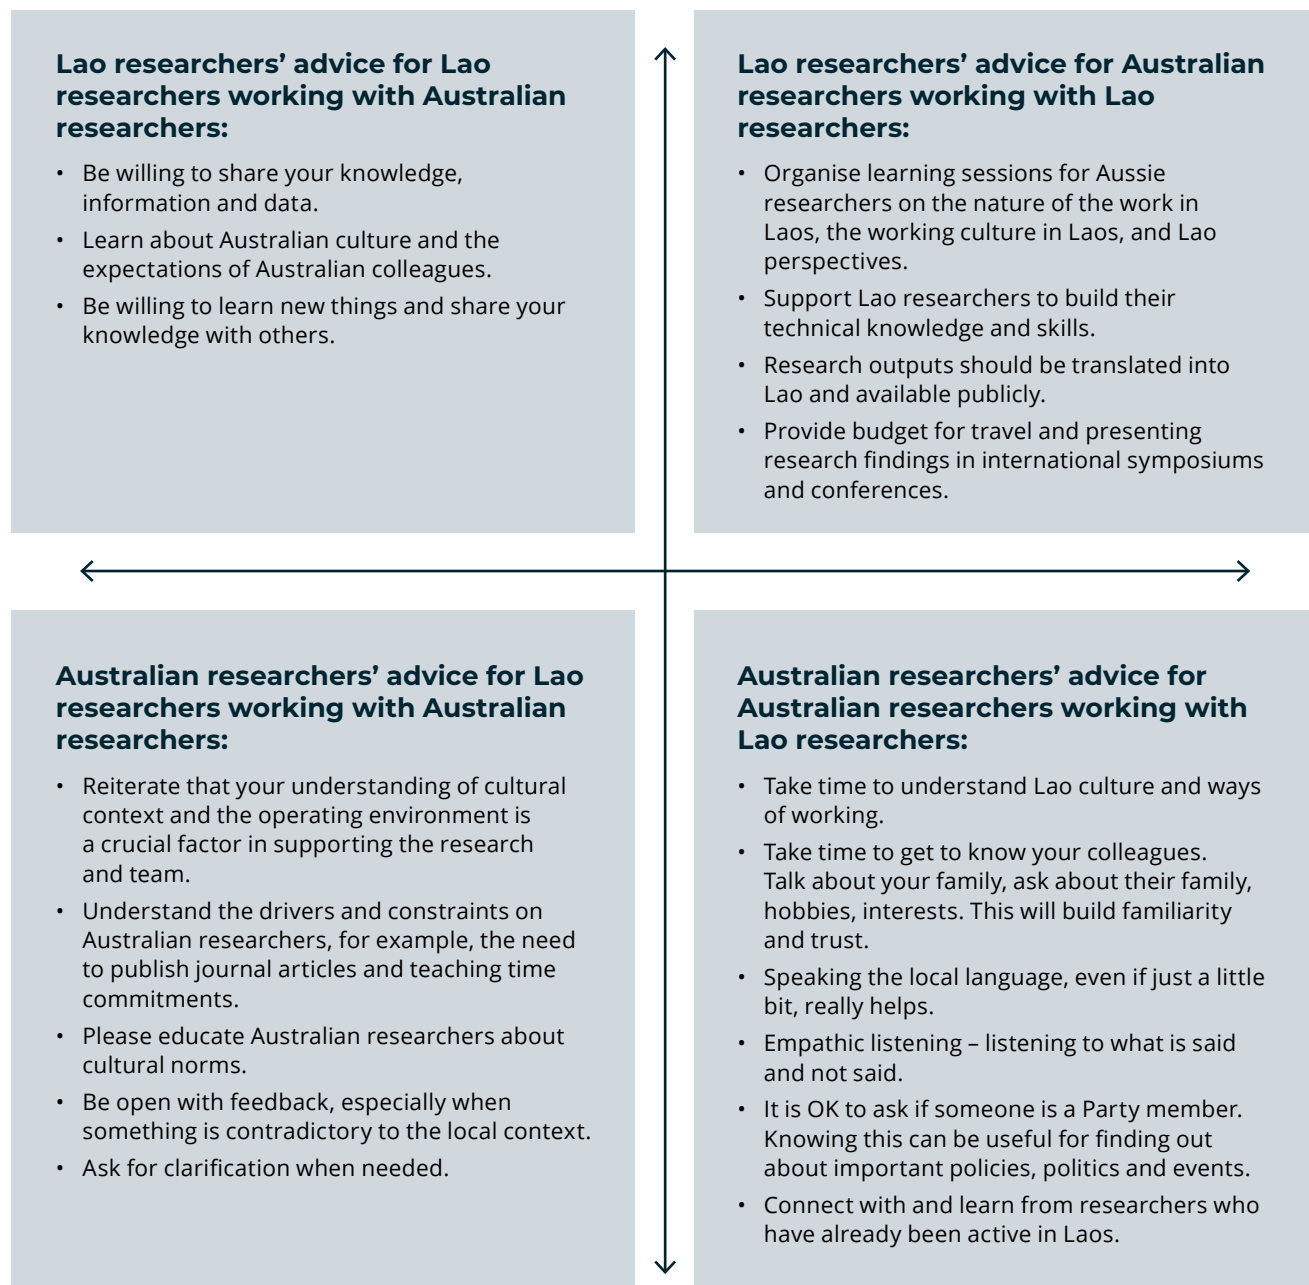 Lao researchers’ advice for Lao
researchers working with Australian
researchers:
• Be willing to share your knowledge,
information and data.
• Learn about Australian culture and the
expectations of Australian colleagues.
• Be willing to learn new things and share your
knowledge with others.
Lao researchers’ advice for Australian
researchers working with Lao
researchers:
• Organise learning sessions for Aussie
researchers on the nature of the work in
Laos, the working culture in Laos, and Lao
perspectives.
• Support Lao researchers to build their
technical knowledge and skills.
• Research outputs should be translated into
Lao and available publicly.
• Provide budget for travel and presenting
research findings in international symposiums
and conferences.
Australian researchers’ advice for Lao
researchers working with Australian
researchers:
• Reiterate that your understanding of cultural
context and the operating environment is
a crucial factor in supporting the research
and team.
• Understand the drivers and constraints on
Australian researchers, for example, the need
to publish journal articles and teaching time
commitments.
• Please educate Australian researchers about
cultural norms.
• Be open with feedback, especially when
something is contradictory to the local context.
• Ask for clarification when needed.
Australian researchers’ advice for
Australian researchers working with
Lao researchers:
• Take time to understand Lao culture and ways
of working.
• Take time to get to know your colleagues.
Talk about your family, ask about their family,
hobbies, interests. This will build familiarity
and trust.
• Speaking the local language, even if just a little
bit, really helps.
• Empathic listening – listening to what is said
and not said.
• It is OK to ask if someone is a Party member.
Knowing this can be useful for finding out
about important policies, politics and events.
• Connect with and learn from researchers who
have already been active in Laos.